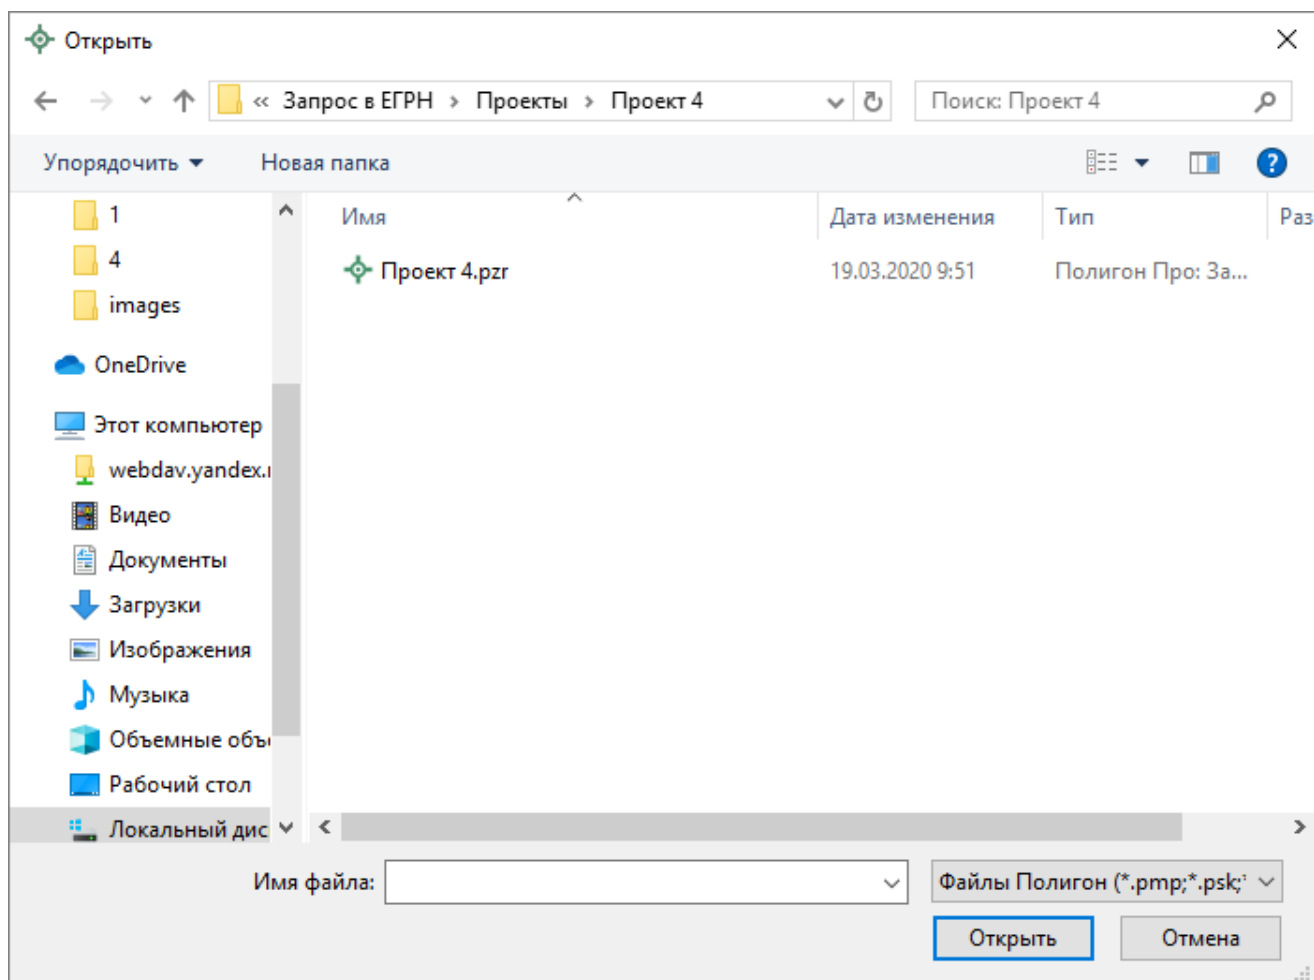 Открыть
« Запрос в ЕГРН > Проекты > Проект 4
Поиск: Проект 4
Упорядочить
Новая папка
?
1
4
images
OneDrive
Этот компьютер
webdav.yandex.
Видео
Документы
Загрузки
Изображения
Музыка
Объемные объ
Рабочий стол
Локальный дис
Имя Дата изменения Тип Раз
Проект 4.pzr 19.03.2020 9:51 Полигон Про: За...
Имя файла:
Файлы Полигон (*.pmp;*.psk;*
Открыть Отмена